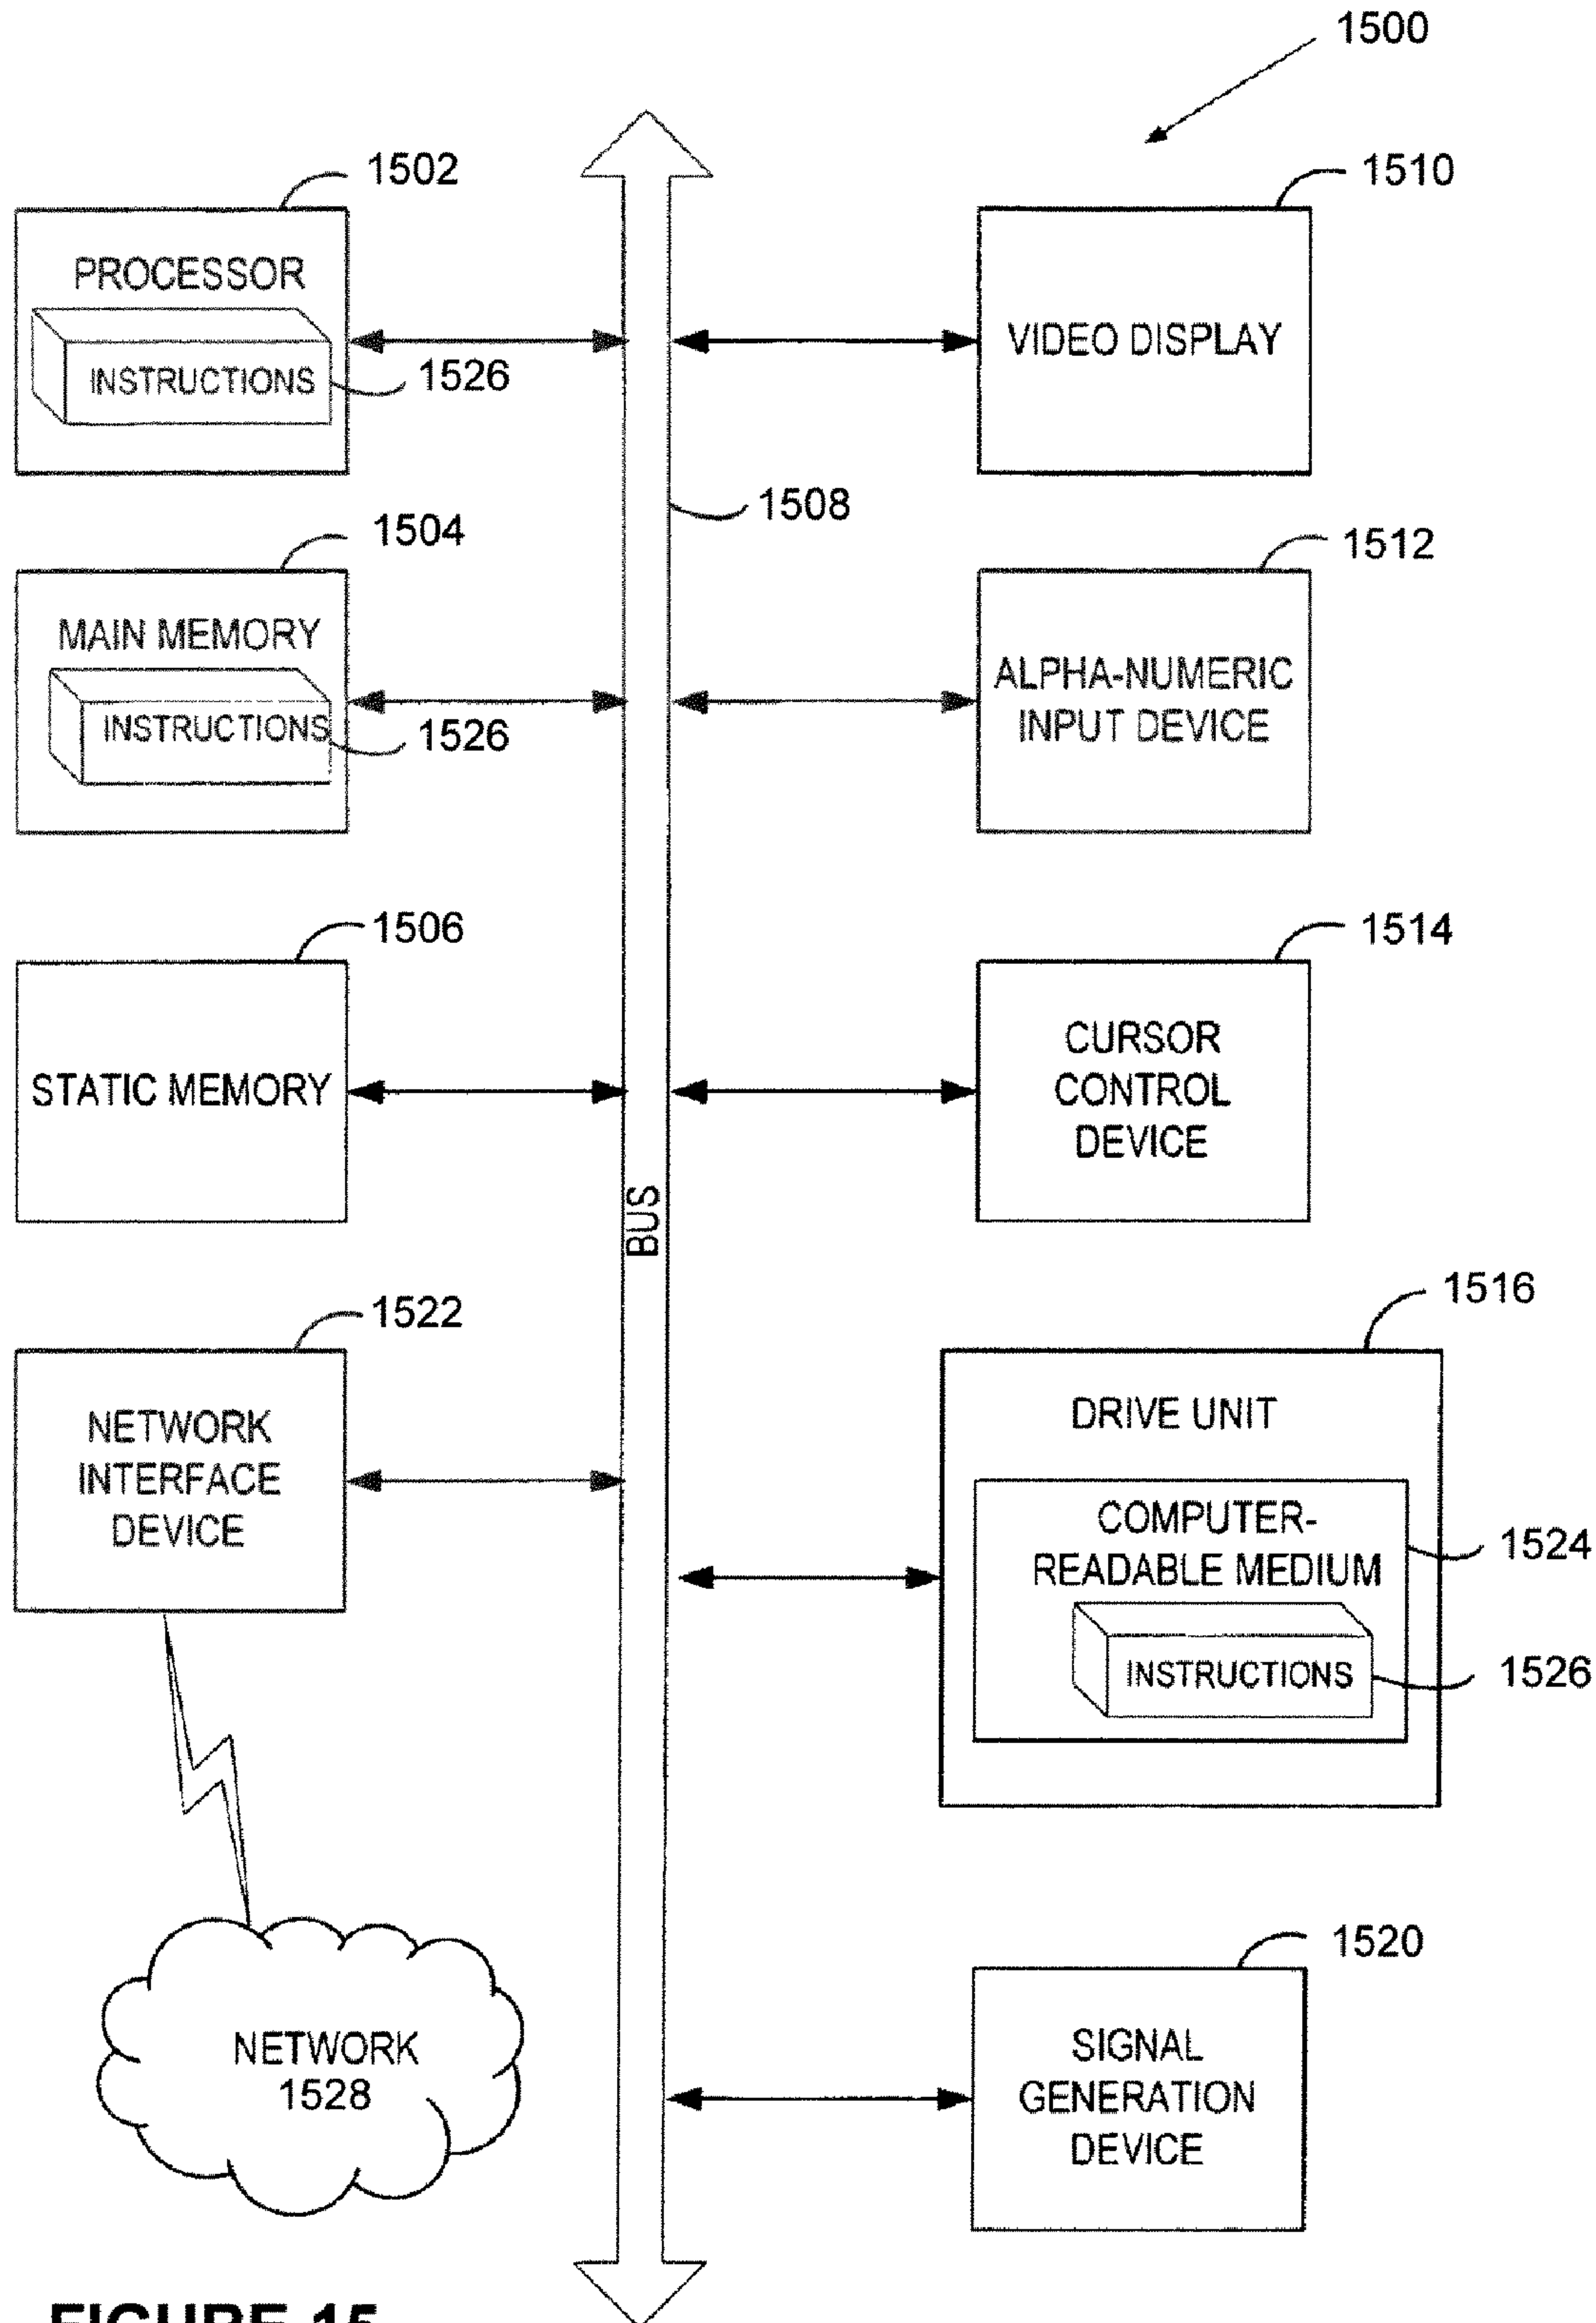 1500
1502
PROCESSOR
INSTRUCTIONS
1526
1510
VIDEO DISPLAY
1508
1504
MAIN MEMORY
INSTRUCTIONS
1526
1512
ALPHA-NUMERIC
INPUT DEVICE
1506
STATIC MEMORY
1514
CURSOR
CONTROL
DEVICE
BUS
1522
NETWORK
INTERFACE
DEVICE
1516
DRIVE UNIT
COMPUTER-
READABLE MEDIUM
1524
INSTRUCTIONS
1526
NETWORK
1528
1520
SIGNAL
GENERATION
DEVICE
FIGURE 15